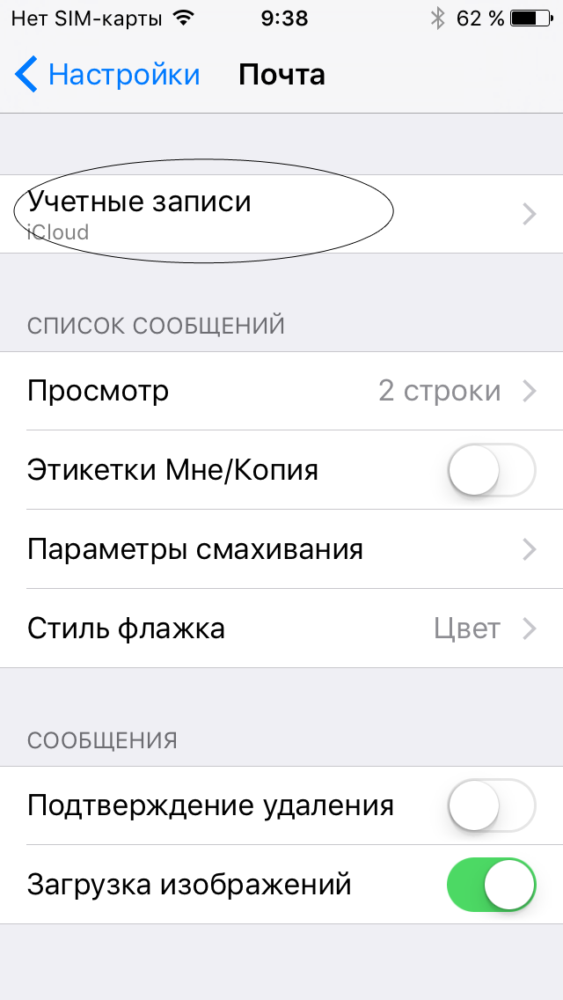 Нет SIM-карты 9:38 62 %
Настройки Почта
Учетные записи
iCloud
СПИСОК СООБЩЕНИЙ
Просмотр 2 строки
Этикетки Мне/Копия
Параметры смахивания
Стиль флажка Цвет
СООБЩЕНИЯ
Подтверждение удаления
Загрузка изображений